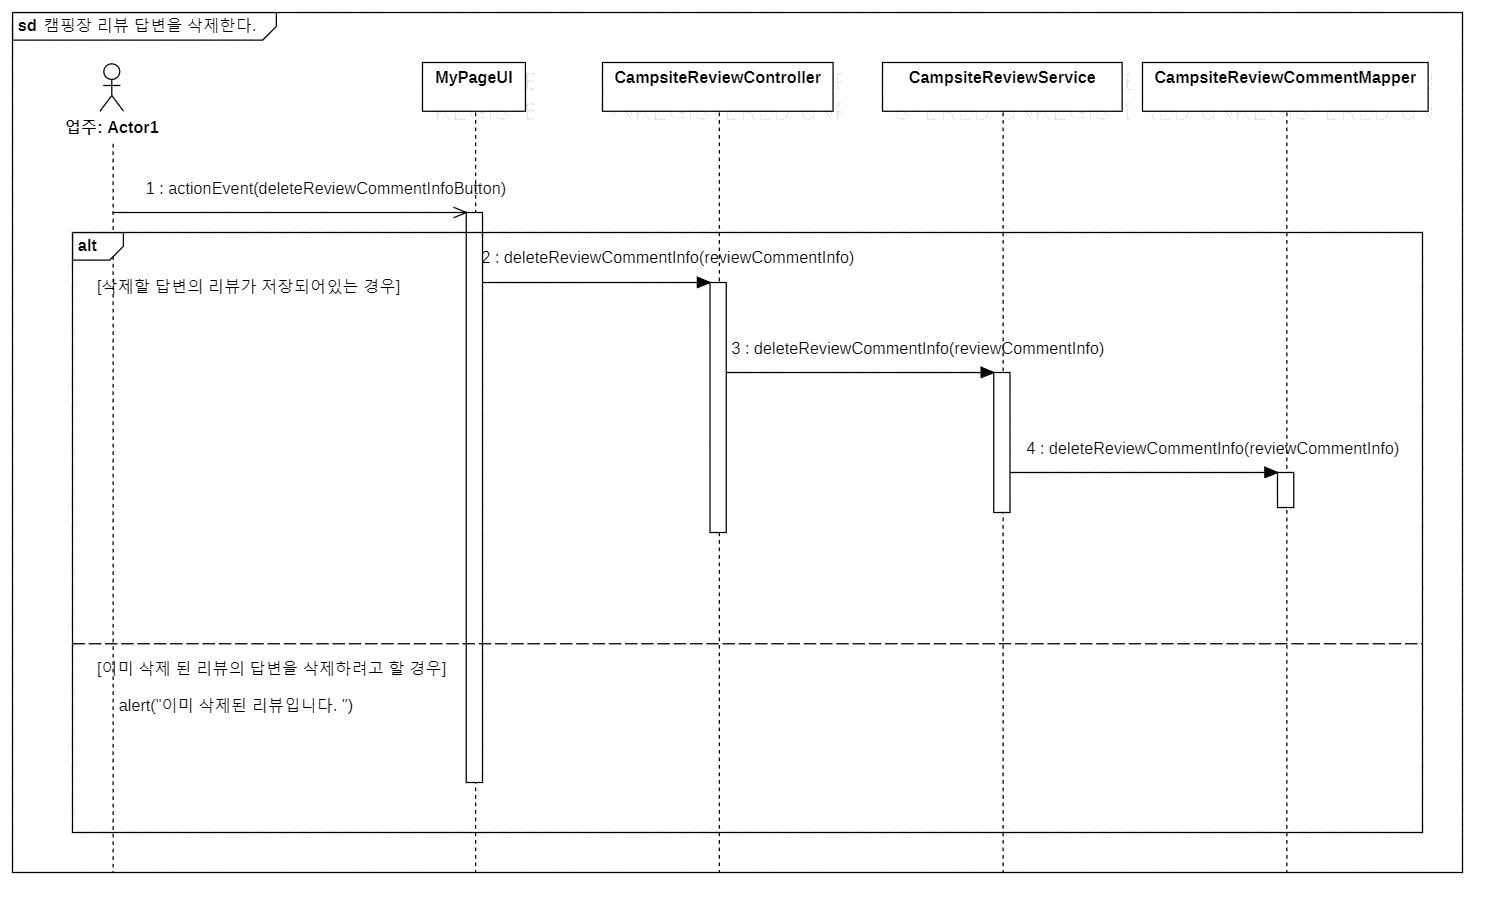 sd 캠핑장 리뷰 답변을 삭제한다.
MyPageUI
CampsiteReviewController
CampsiteReviewService
CampsiteReviewCommentMapper
업주: Actor1
1 : actionEvent(deleteReviewCommentInfoButton)
alt
2 : deleteReviewCommentInfo(reviewCommentInfo)
[삭제할 답변의 리뷰가 저장되어있는 경우]
3 : deleteReviewCommentInfo(reviewCommentInfo)
4 : deleteReviewCommentInfo(reviewCommentInfo)
[이미 삭제 된 리뷰의 답변을 삭제하려고 할 경우]
alert("이미 삭제된 리뷰입니다. ")